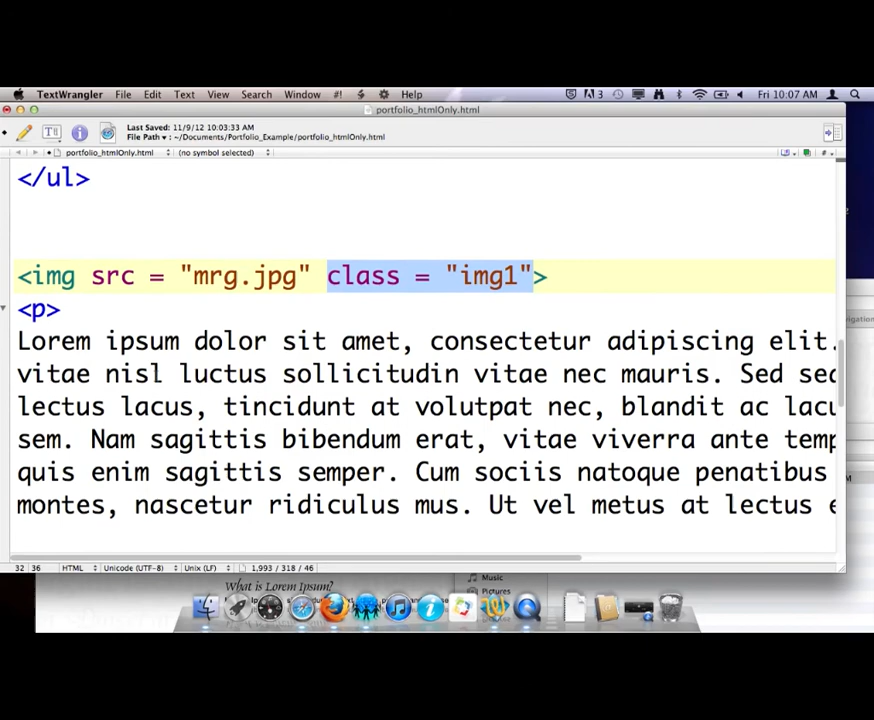 TextWrangler File Edit Text View Search Window #! Help 3 Fri 10:07 AM
portfolio_htmlOnly.html
Last Saved: 11/9/12 10:03:33 AM
File Path ▾ : ~/Documents/Portfolio_Example/portfolio_htmlOnly.html
portfolio_htmlOnly.html (no symbol selected)
</ul>
<img src = "mrg.jpg" class = "img1">
<p>
Lorem ipsum dolor sit amet, consectetur adipiscing elit.
vitae nisl luctus sollicitudin vitae nec mauris. Sed sed
lectus lacus, tincidunt at volutpat nec, blandit ac lacu
sem. Nam sagittis bibendum erat, vitae viverra ante temp
quis enim sagittis semper. Cum sociis natoque penatibus
montes, nascetur ridiculus mus. Ut vel metus at lectus e
32 36 HTML Unicode (UTF-8) Unix (LF) 1,993 / 318 / 46
What is Lorem Ipsum?
Music
Pictures